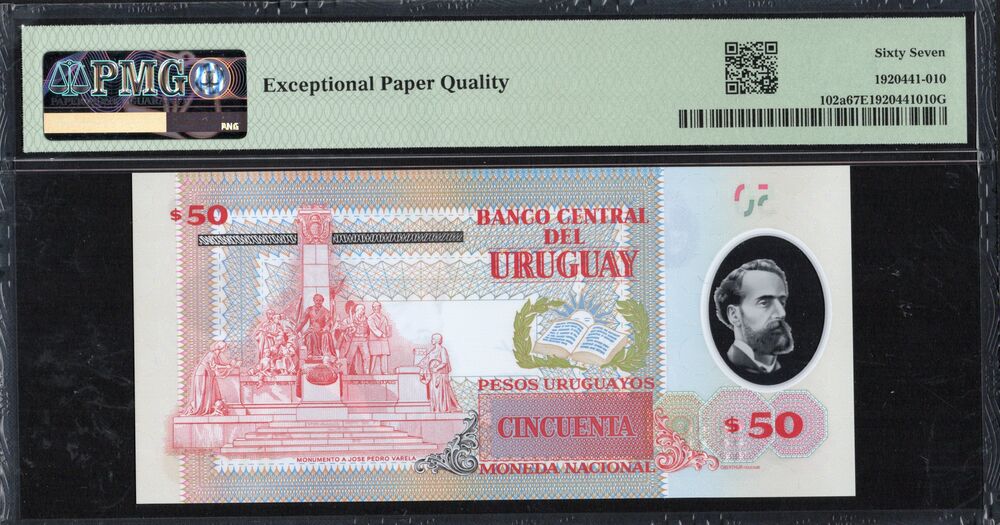 PMG
Exceptional Paper Quality
Sixty Seven
1920441-010
102a67E1920441010G
$50
BANCO CENTRAL
DEL
URUGUAY
PESOS URUGUAYOS
CINCUENTA
MONEDA NACIONAL
MONUMENTO A JOSE PEDRO VARELA
$50